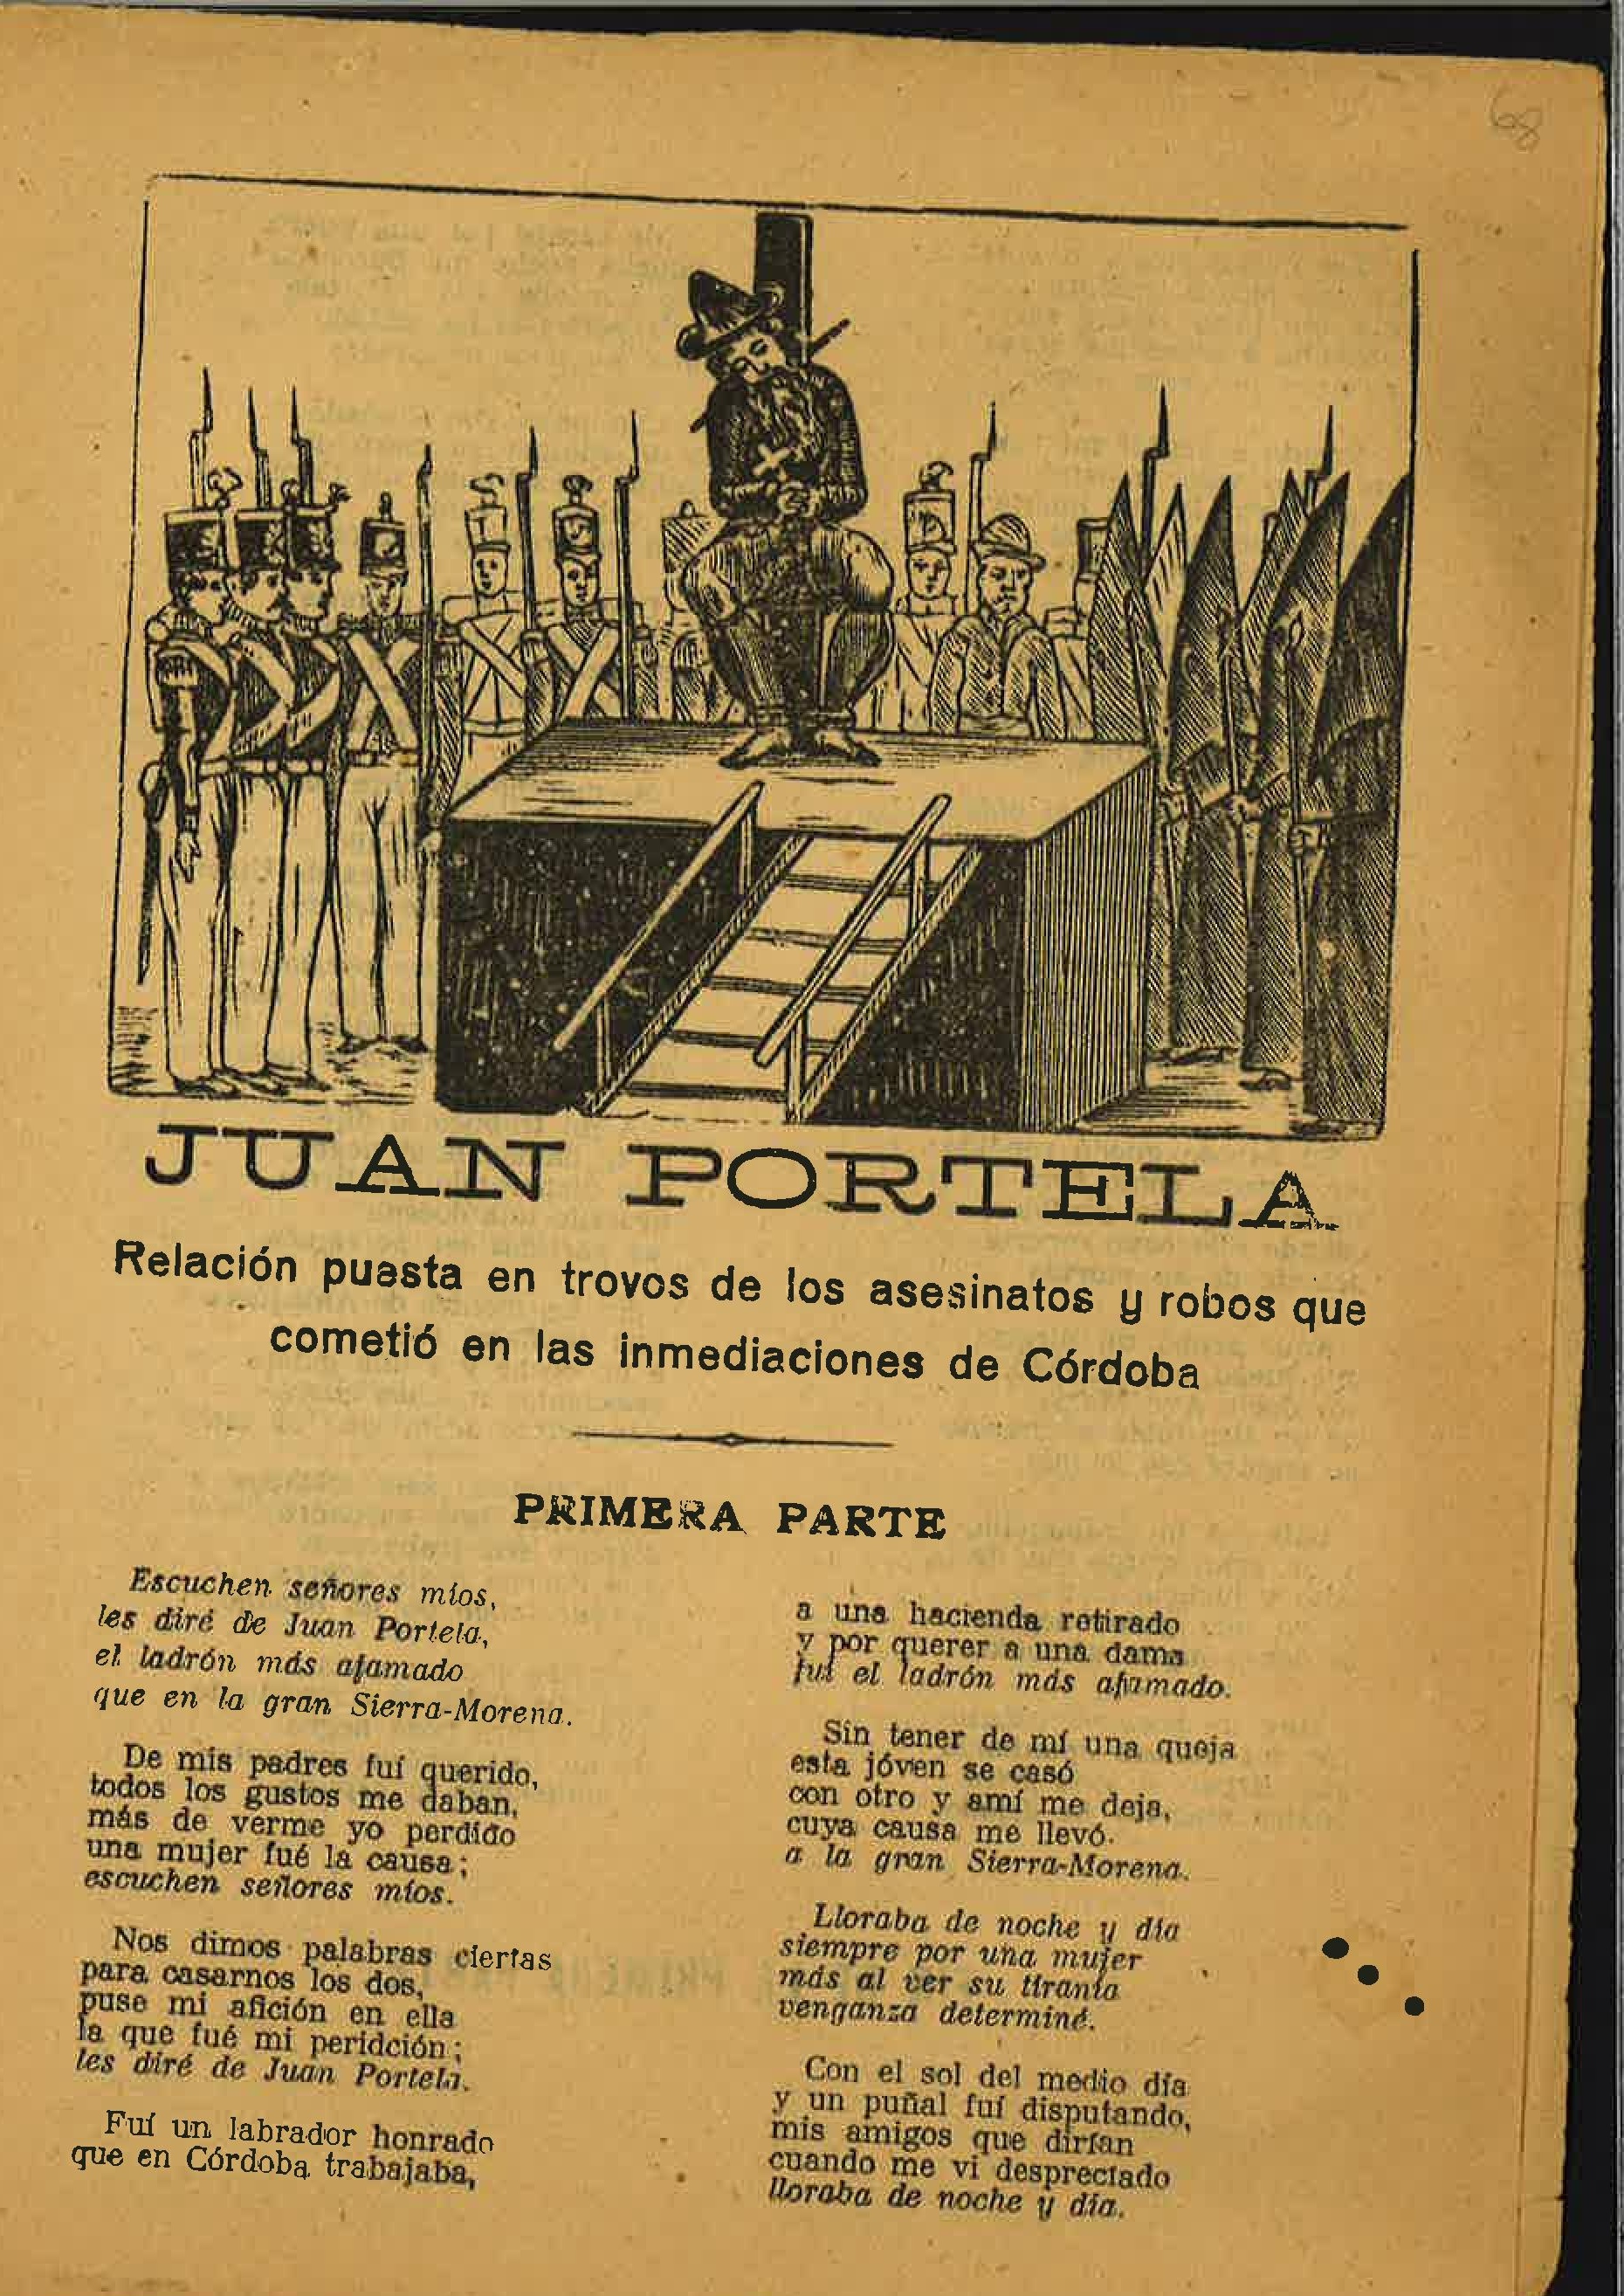 68
JUAN PORTELA
Relación puesta en trovos de los asesinatos y robos que
cometió en las inmediaciones de Córdoba
PRIMERA PARTE
Escuchen señores míos,
les diré de Juan Portela,
el ladrón más afamado
que en la gran Sierra-Morena.
De mis padres fuí querido,
todos los gustos me daban,
más de verme yo perdido
una mujer fué la causa;
escuchen señores míos.
Nos dimos palabras ciertas
para casarnos los dos,
puse mi afición en ella
la que fué mi peridción;
les diré de Juan Portela.
Fuí un labrador honrado
que en Córdoba trabajaba,
a una hacienda retirado
y por querer a una dama
fuí el ladrón más afamado.
Sin tener de mí una queja
esta jóven se casó
con otro y amí me deja,
cuya causa me llevó.
a la gran Sierra-Morena.
Lloraba de noche y día
siempre por una mujer
más al ver su tiranía
venganza determiné.
Con el sol del medio día
y un puñal fuí disputando,
mis amigos que dirían
cuando me vi despreciado
lloraba de noche y día.